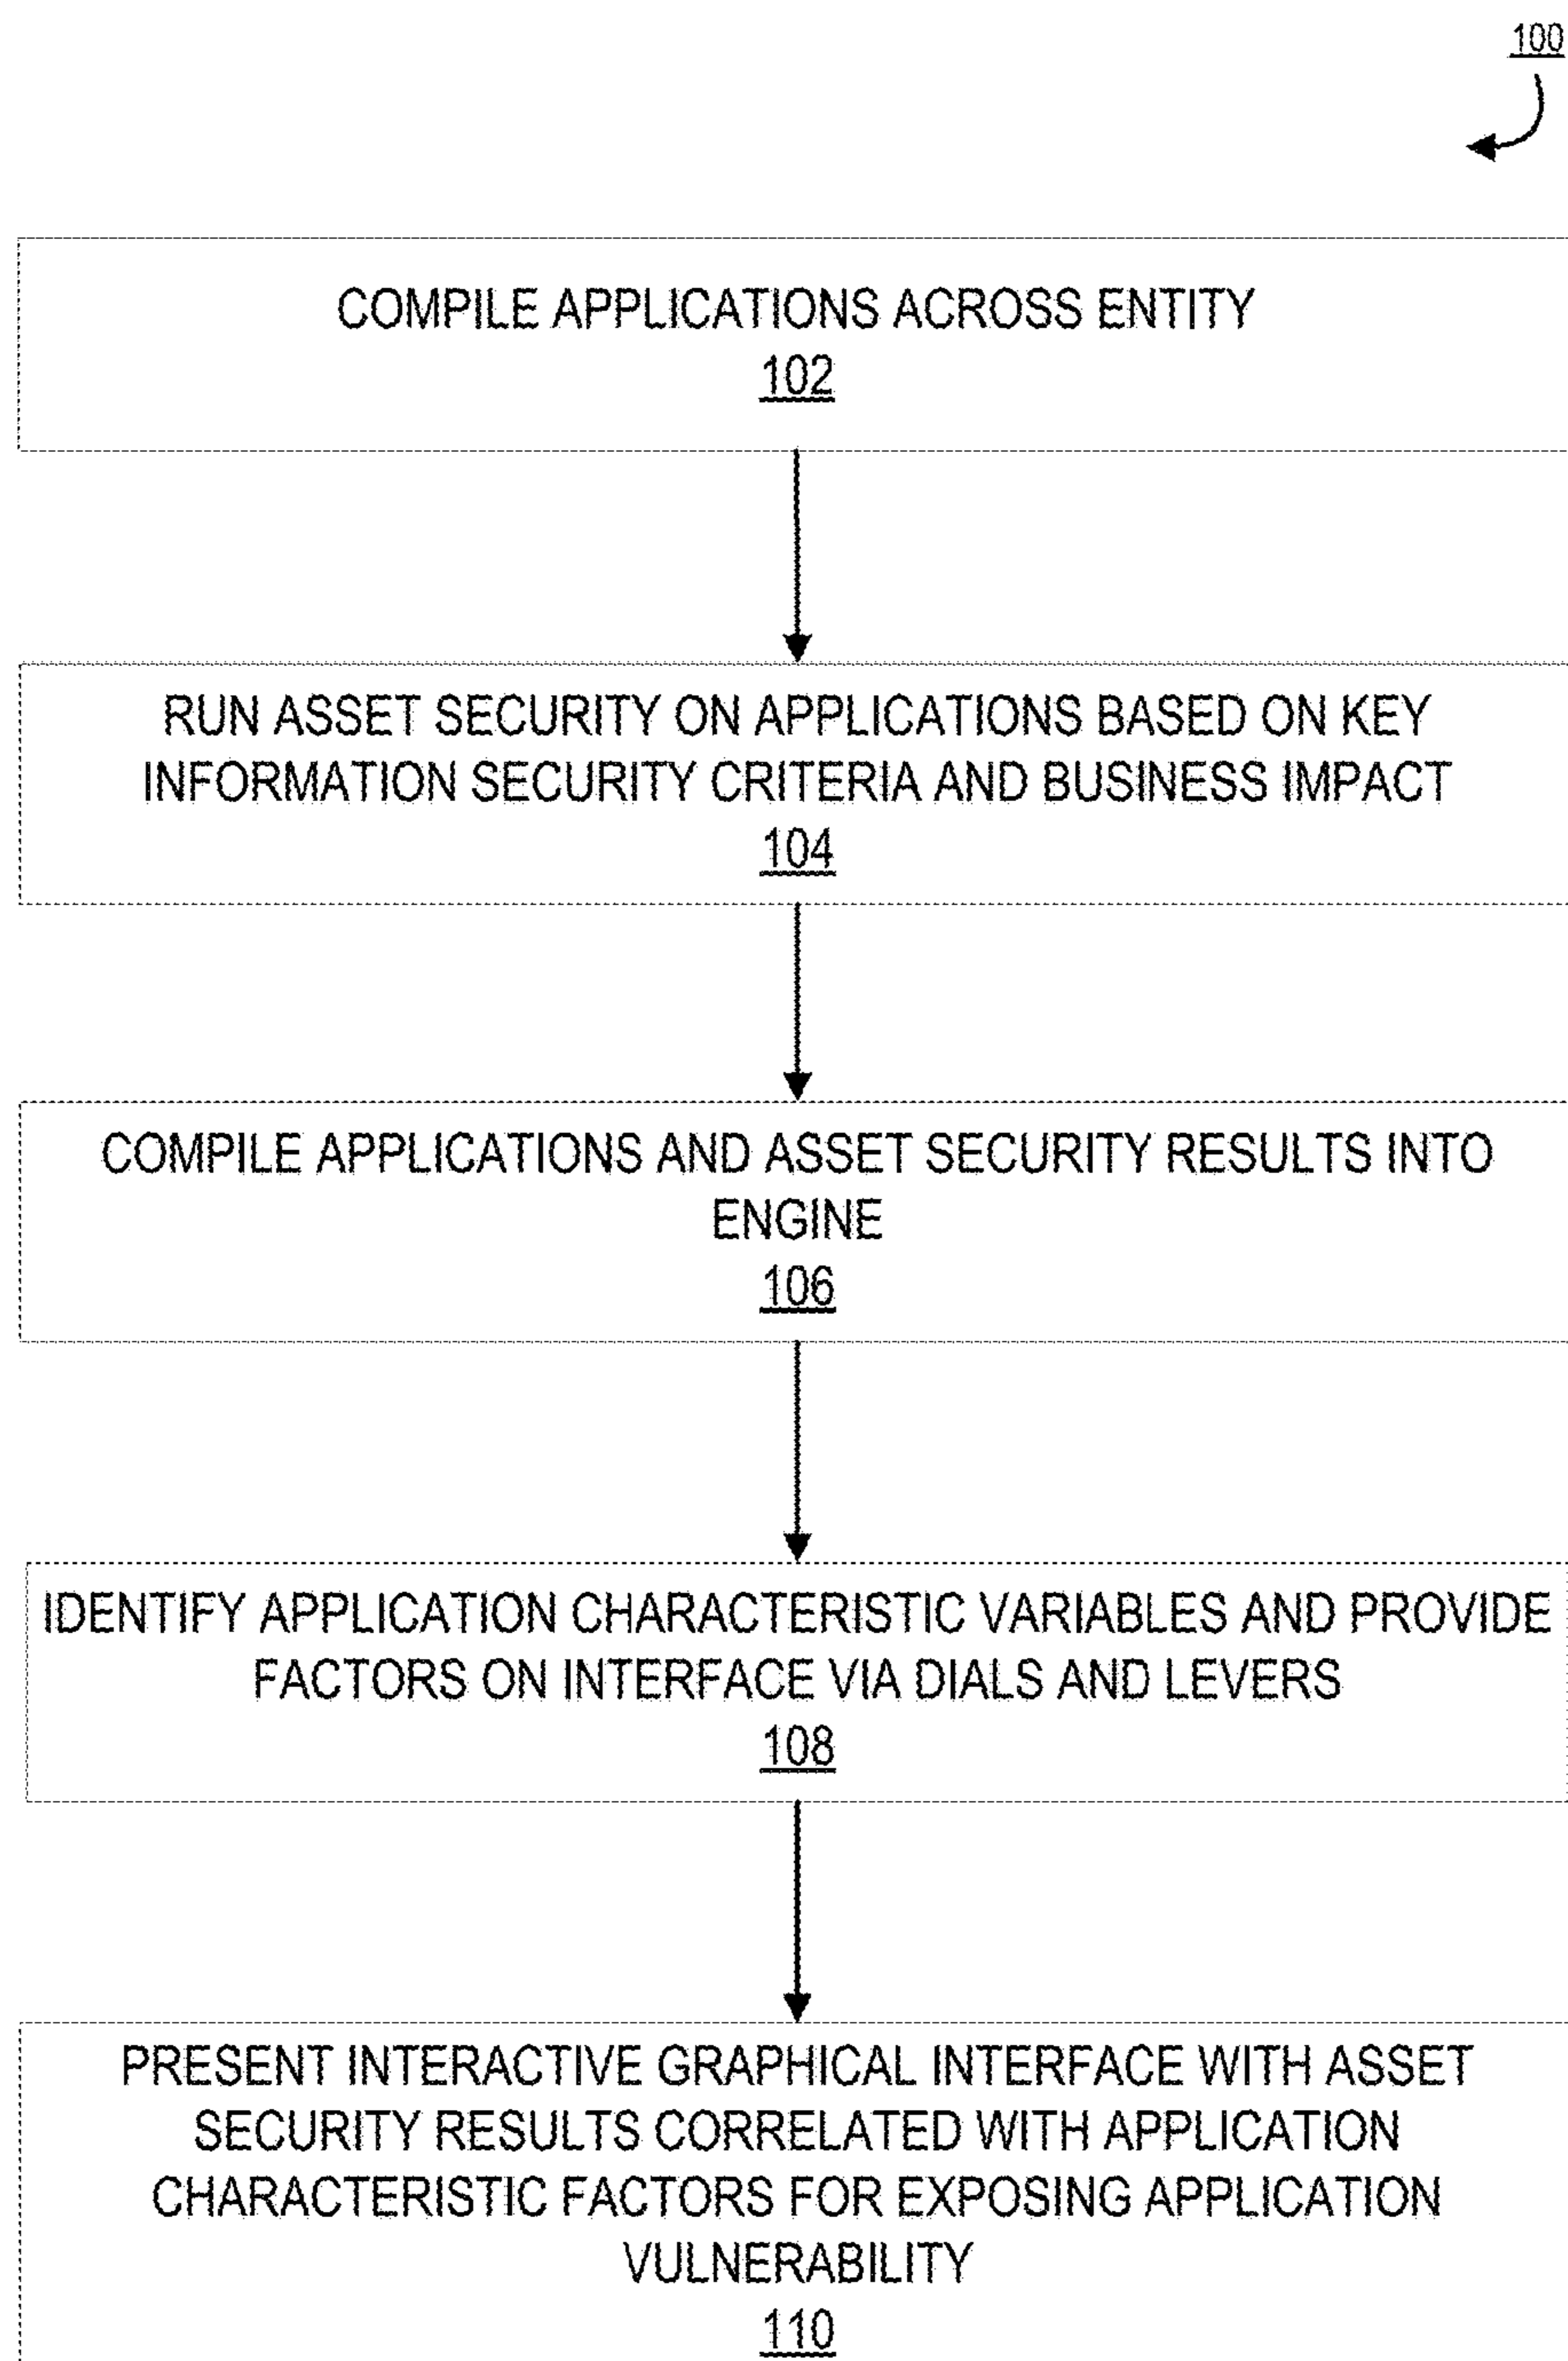 100
COMPILE APPLICATIONS ACROSS ENTITY
102
RUN ASSET SECURITY ON APPLICATIONS BASED ON KEY
INFORMATION SECURITY CRITERIA AND BUSINESS IMPACT
104
COMPILE APPLICATIONS AND ASSET SECURITY RESULTS INTO
ENGINE
106
IDENTIFY APPLICATION CHARACTERISTIC VARIABLES AND PROVIDE
FACTORS ON INTERFACE VIA DIALS AND LEVERS
108
PRESENT INTERACTIVE GRAPHICAL INTERFACE WITH ASSET
SECURITY RESULTS CORRELATED WITH APPLICATION
CHARACTERISTIC FACTORS FOR EXPOSING APPLICATION
VULNERABILITY
110